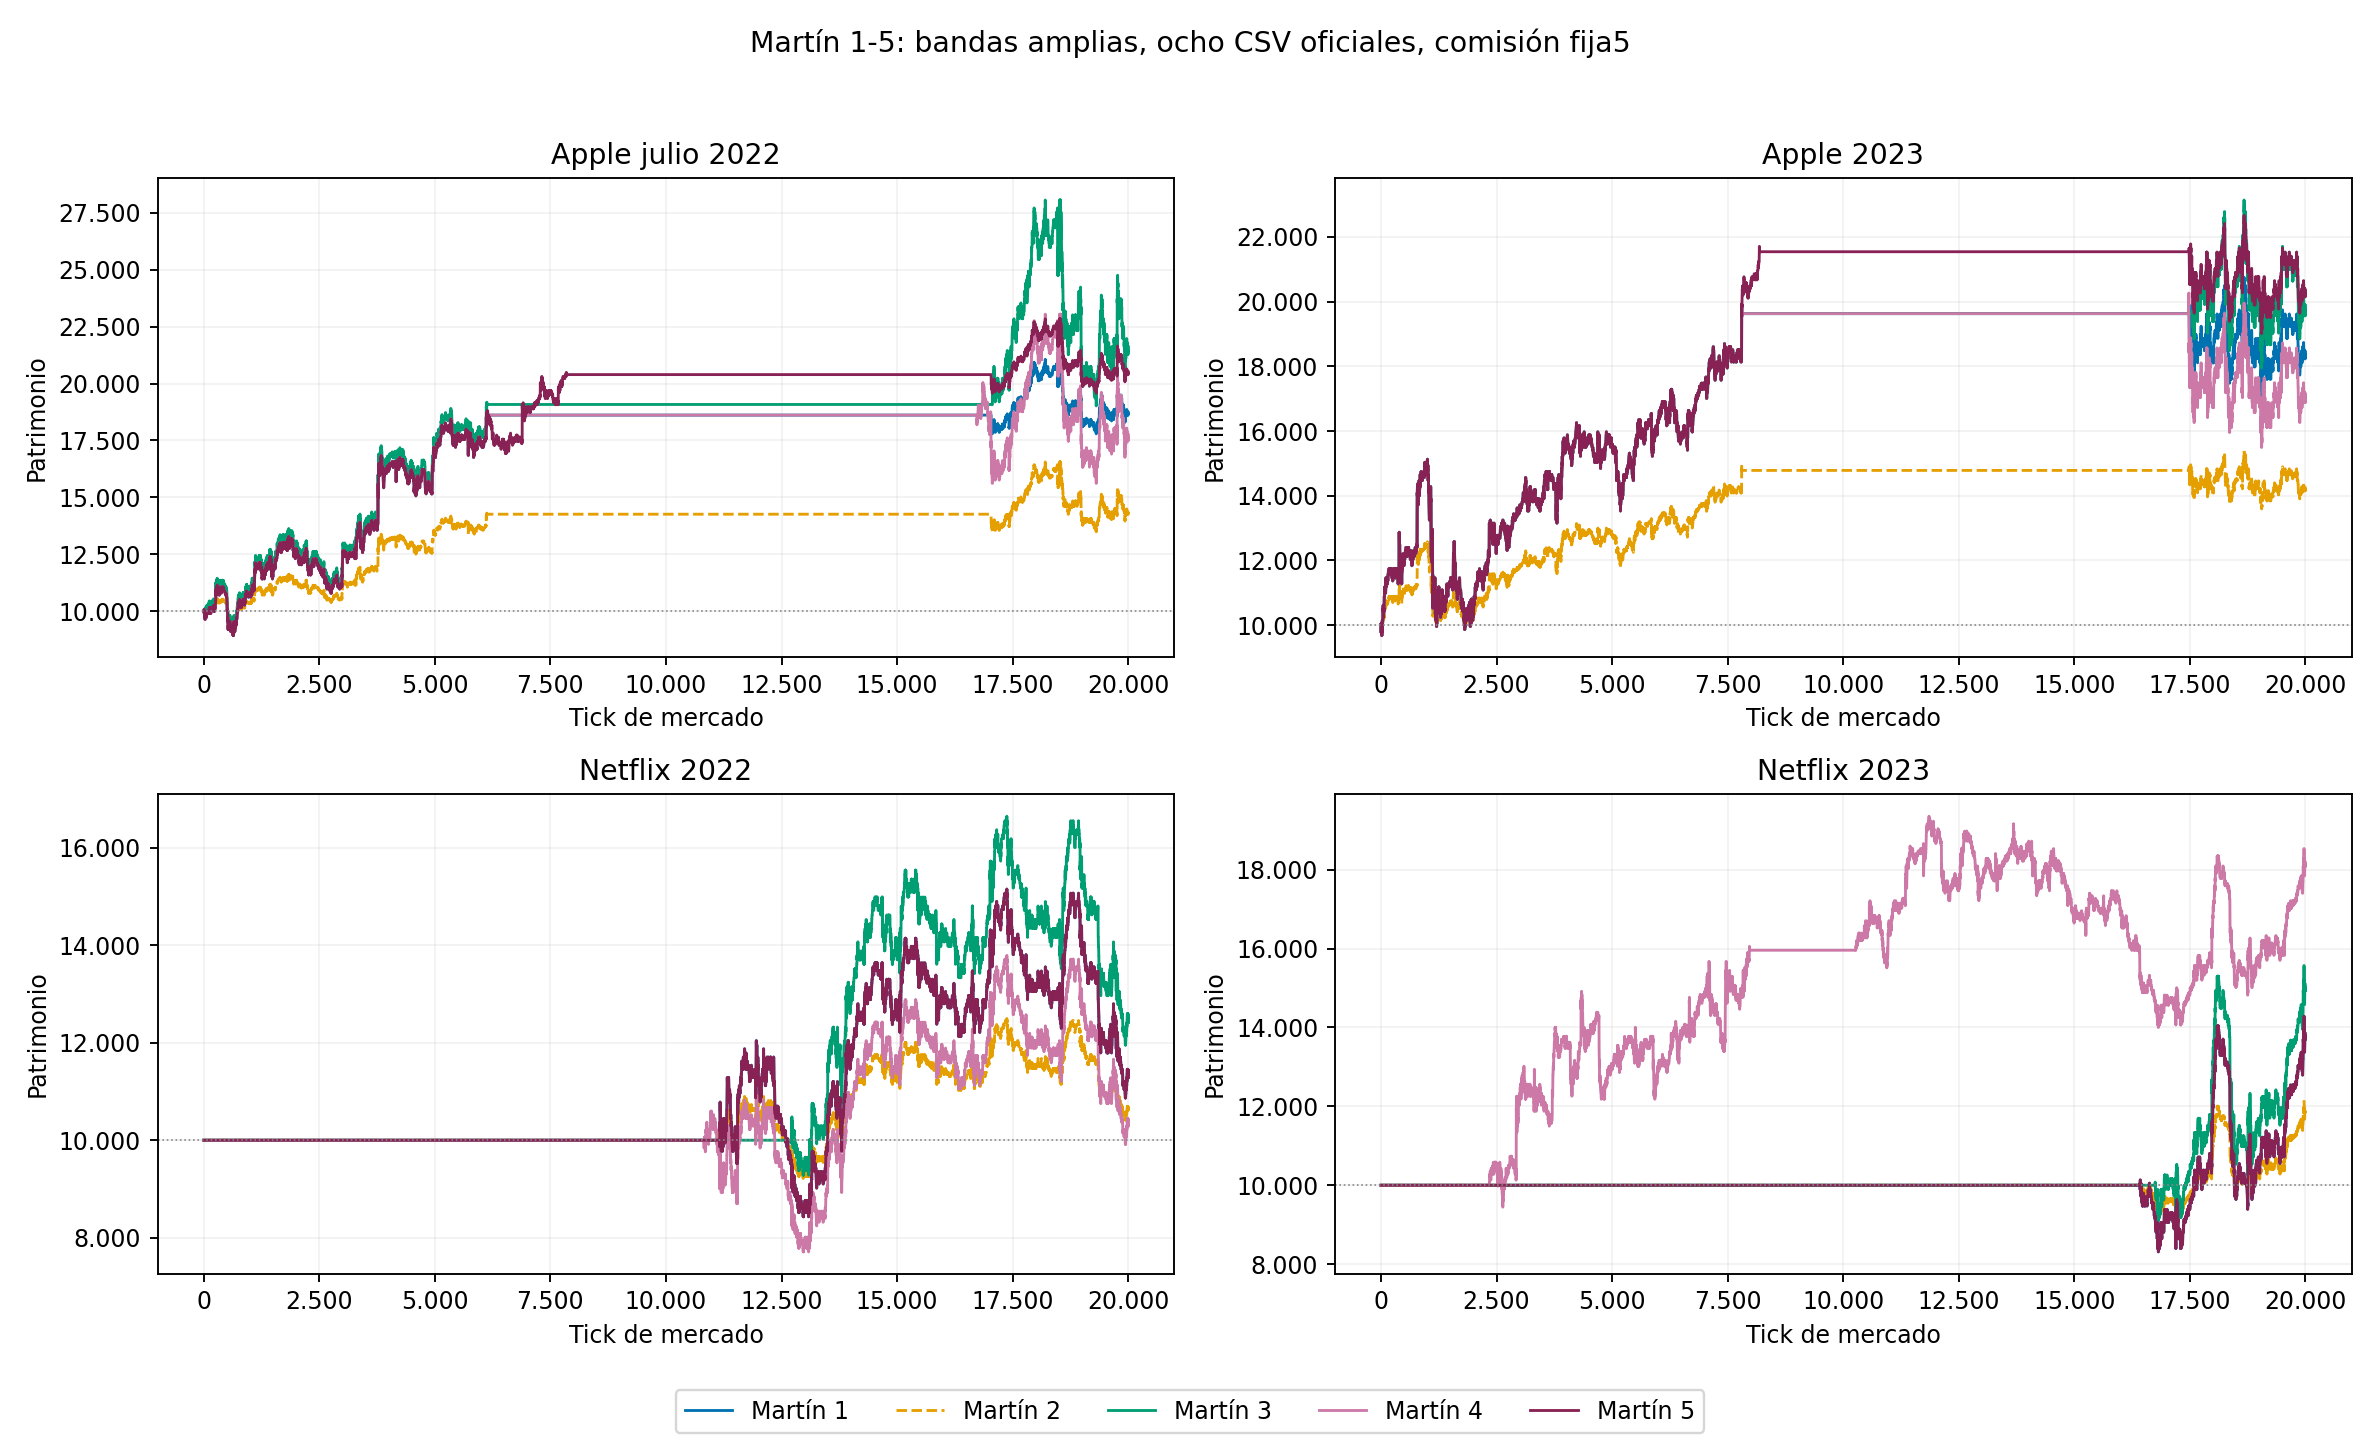 Martín 1-5: bandas amplias, ocho CSV oficiales, comisión fija5
Apple julio 2022
Patrimonio
27.500
25.000
22.500
20.000
17.500
15.000
12.500
10.000
0 2.500 5.000 7.500 10.000 12.500 15.000 17.500 20.000
Tick de mercado
Apple 2023
Patrimonio
22.000
20.000
18.000
16.000
14.000
12.000
10.000
0 2.500 5.000 7.500 10.000 12.500 15.000 17.500 20.000
Tick de mercado
Netflix 2022
Patrimonio
16.000
14.000
12.000
10.000
8.000
0 2.500 5.000 7.500 10.000 12.500 15.000 17.500 20.000
Tick de mercado
Netflix 2023
Patrimonio
18.000
16.000
14.000
12.000
10.000
8.000
0 2.500 5.000 7.500 10.000 12.500 15.000 17.500 20.000
Tick de mercado
Martín 1 Martín 2 Martín 3 Martín 4 Martín 5